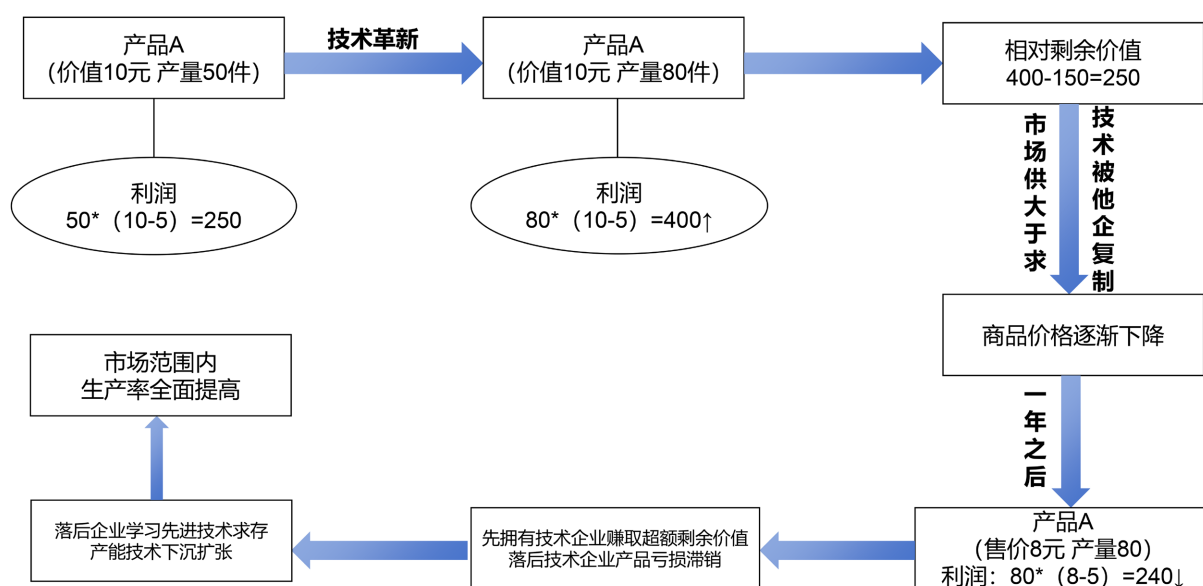 产品A
（价值10元 产量50件）
技术革新
产品A
（价值10元 产量80件）
相对剩余价值
400-150=250
利润
50*（10-5）=250
利润
80*（10-5）=400↑
市场供大于求
技术被他企复制
商品价格逐渐下降
一年之后
产品A
（售价8元 产量80）
利润：80*（8-5）=240↓
先拥有技术企业赚取超额剩余价值
落后技术企业产品亏损滞销
落后企业学习先进技术求存
产能技术下沉扩张
市场范围内
生产率全面提高